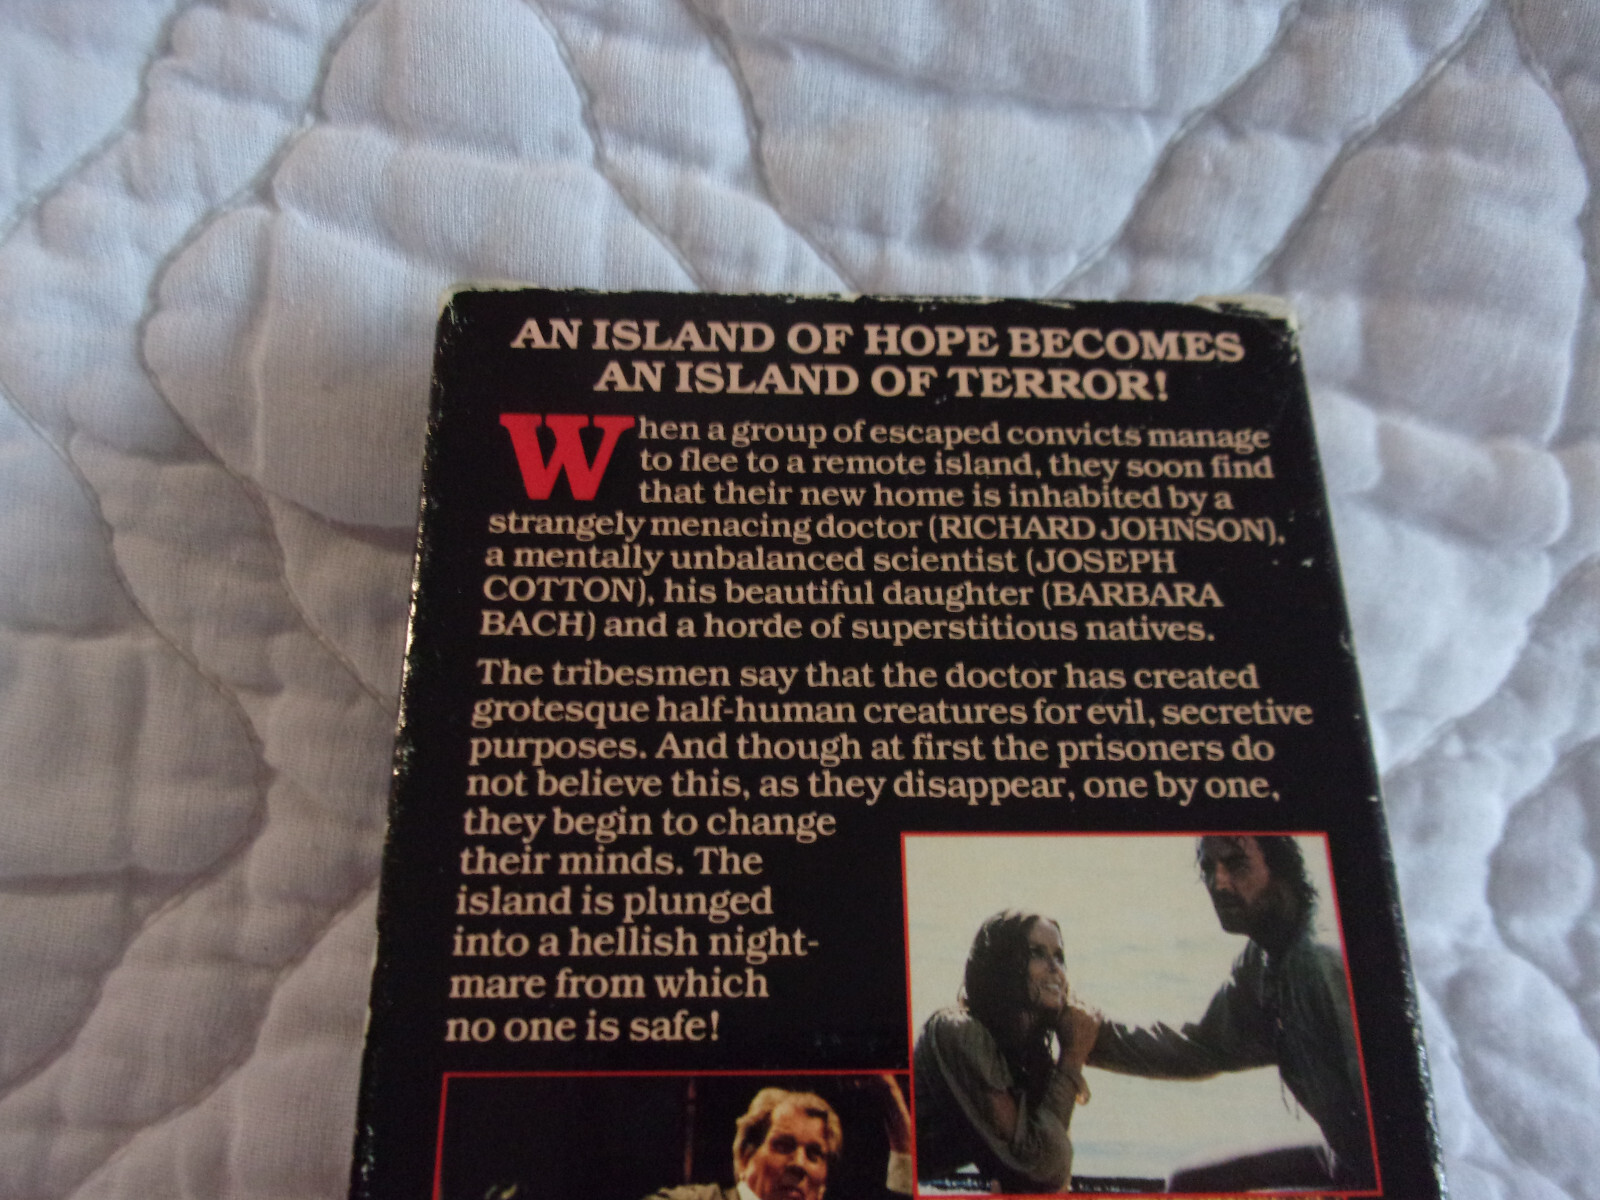 AN ISLAND OF HOPE BECOMES
AN ISLAND OF TERROR!
When a group of escaped convicts manage
to flee to a remote island, they soon find
that their new home is inhabited by a
strangely menacing doctor (RICHARD JOHNSON),
a mentally unbalanced scientist (JOSEPH
COTTON), his beautiful daughter (BARBARA
BACH) and a horde of superstitious natives.
The tribesmen say that the doctor has created
grotesque half-human creatures for evil, secretive
purposes. And though at first the prisoners do
not believe this, as they disappear, one by one,
they begin to change
their minds. The
island is plunged
into a hellish night-
mare from which
no one is safe!